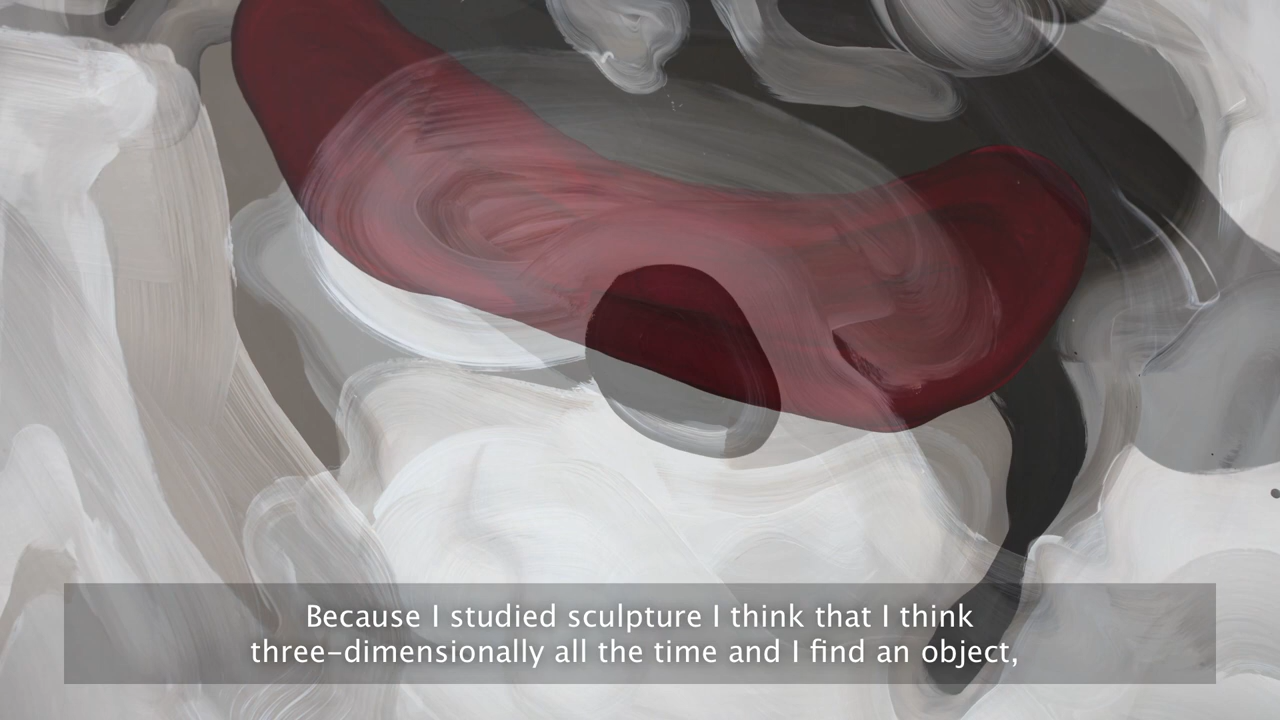 Because I studied sculpture I think that I think
three-dimensionally all the time and I find an object,